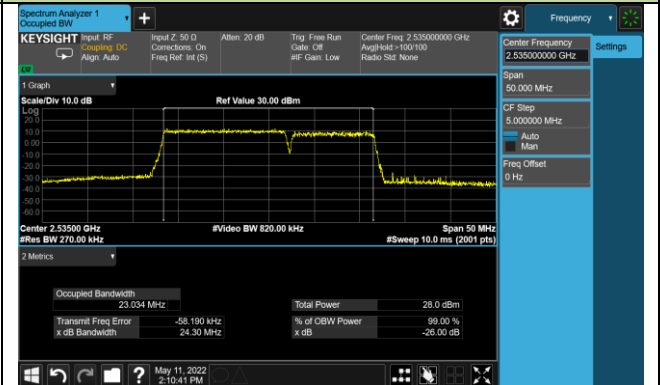 Spectrum Analyzer 1
Occupied BW
Frequency
KEYSIGHT
Input: RF
Coupling: DC
Align: Auto
Input Z: 50 Ω
Corrections: On
Freq Ref: Int (S)
Atten: 20 dB
Trig: Free Run
Gate: Off
#IF Gain: Low
Center Freq: 2.535000000 GHz
Avg|Hold:>100/100
Radio Std: None
Center Frequency
2.535000000 GHz
Settings
Span
50.000 MHz
CF Step
5.000000 MHz
Auto
Man
Freq Offset
0 Hz
1 Graph
Scale/Div 10.0 dB
Ref Value 30.00 dBm
Log
20.0
10.0
0.00
-10.0
-20.0
-30.0
-40.0
-50.0
-60.0
Center 2.53500 GHz
#Video BW 820.00 kHz
Span 50 MHz
#Res BW 270.00 kHz
#Sweep 10.0 ms (2001 pts)
2 Metrics
Occupied Bandwidth
23.034 MHz
Total Power 28.0 dBm
Transmit Freq Error -58.190 kHz
% of OBW Power 99.00 %
x dB Bandwidth 24.30 MHz
x dB -26.00 dB
?
May 11, 2022
2:10:41 PM